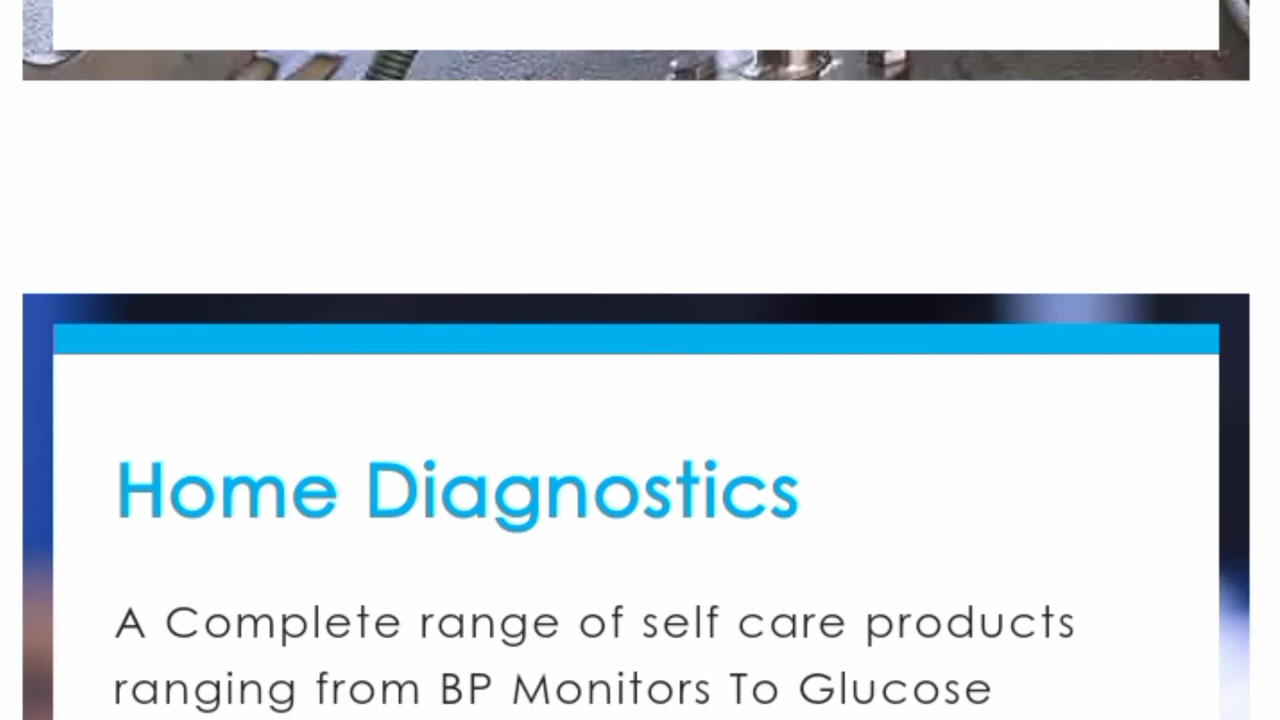 Home Diagnostics
A Complete range of self care products
ranging from BP Monitors To Glucose